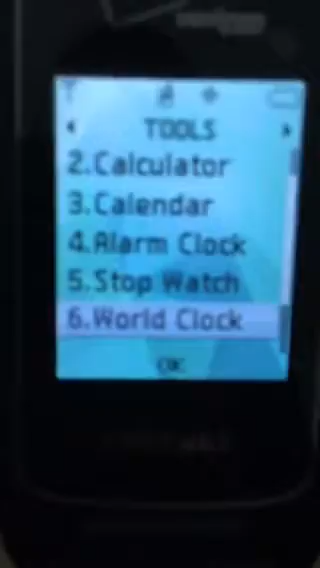 TOOLS
2.Calculator
3.Calendar
4.Alarm Clock
5.Stop Watch
6.World Clock
OK